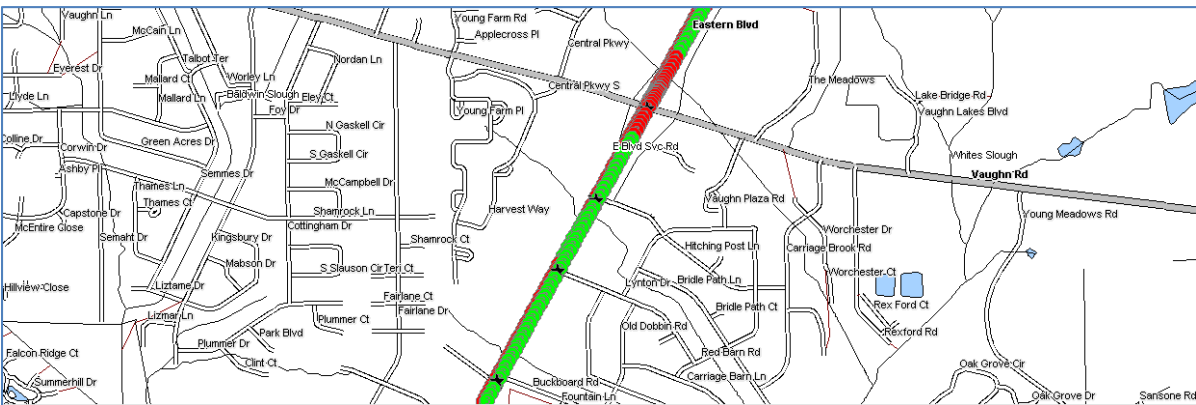 Vaughn Ln
Young Farm Rd
Eastern Blvd
McCain Ln
Applecross Pl
Central Pkwy
Talbot Ter
Nordan Ln
Everest Dr
Mallard Ct
Worley Ln
Central Pkwy S
The Meadows
Baldwin Slough
Mallard Ln
Eley Ct
Lake Bridge Rd
Foy Dr
Young Farm Pl
Vaughn Lakes Blvd
N Gaskell Cir
Colline Dr
Corwin Dr
Green Acres Dr
E Blvd Svc Rd
S Gaskell Cir
Whites Slough
Ashby Pl
Semmes Dr
Vaughn Rd
Thames Ln
McCampbell Dr
Thames Ct
Vaughn Plaza Rd
Capstone Dr
Shamrock Ln
Harvest Way
Young Meadows Rd
McEntire Close
Cottingham Dr
Worchester Dr
Semaht Dr
Kingsbury Dr
Shamrock Ct
Hitching Post Ln
Carriage Brook Rd
Mabson Dr
S Slauson Cir
Teri Ct
Bridle Path Ln
Worchester Ct
Liztame Dr
Lynton Dr
Hillview Close
Fairlane Ct
Bridle Path Ct
Rex Ford Ct
Lizmar Ln
Plummer Ct
Fairlane Dr
Park Blvd
Old Dobbin Rd
Rexford Rd
Plummer Dr
Falcon Ridge Ct
Clint Ct
Red Barn Rd
Oak Grove Cir
Summerhill Dr
Buckboard Rd
Carriage Barn Ln
Fountain Ln
Oak Grove Dr
Sansone Rd